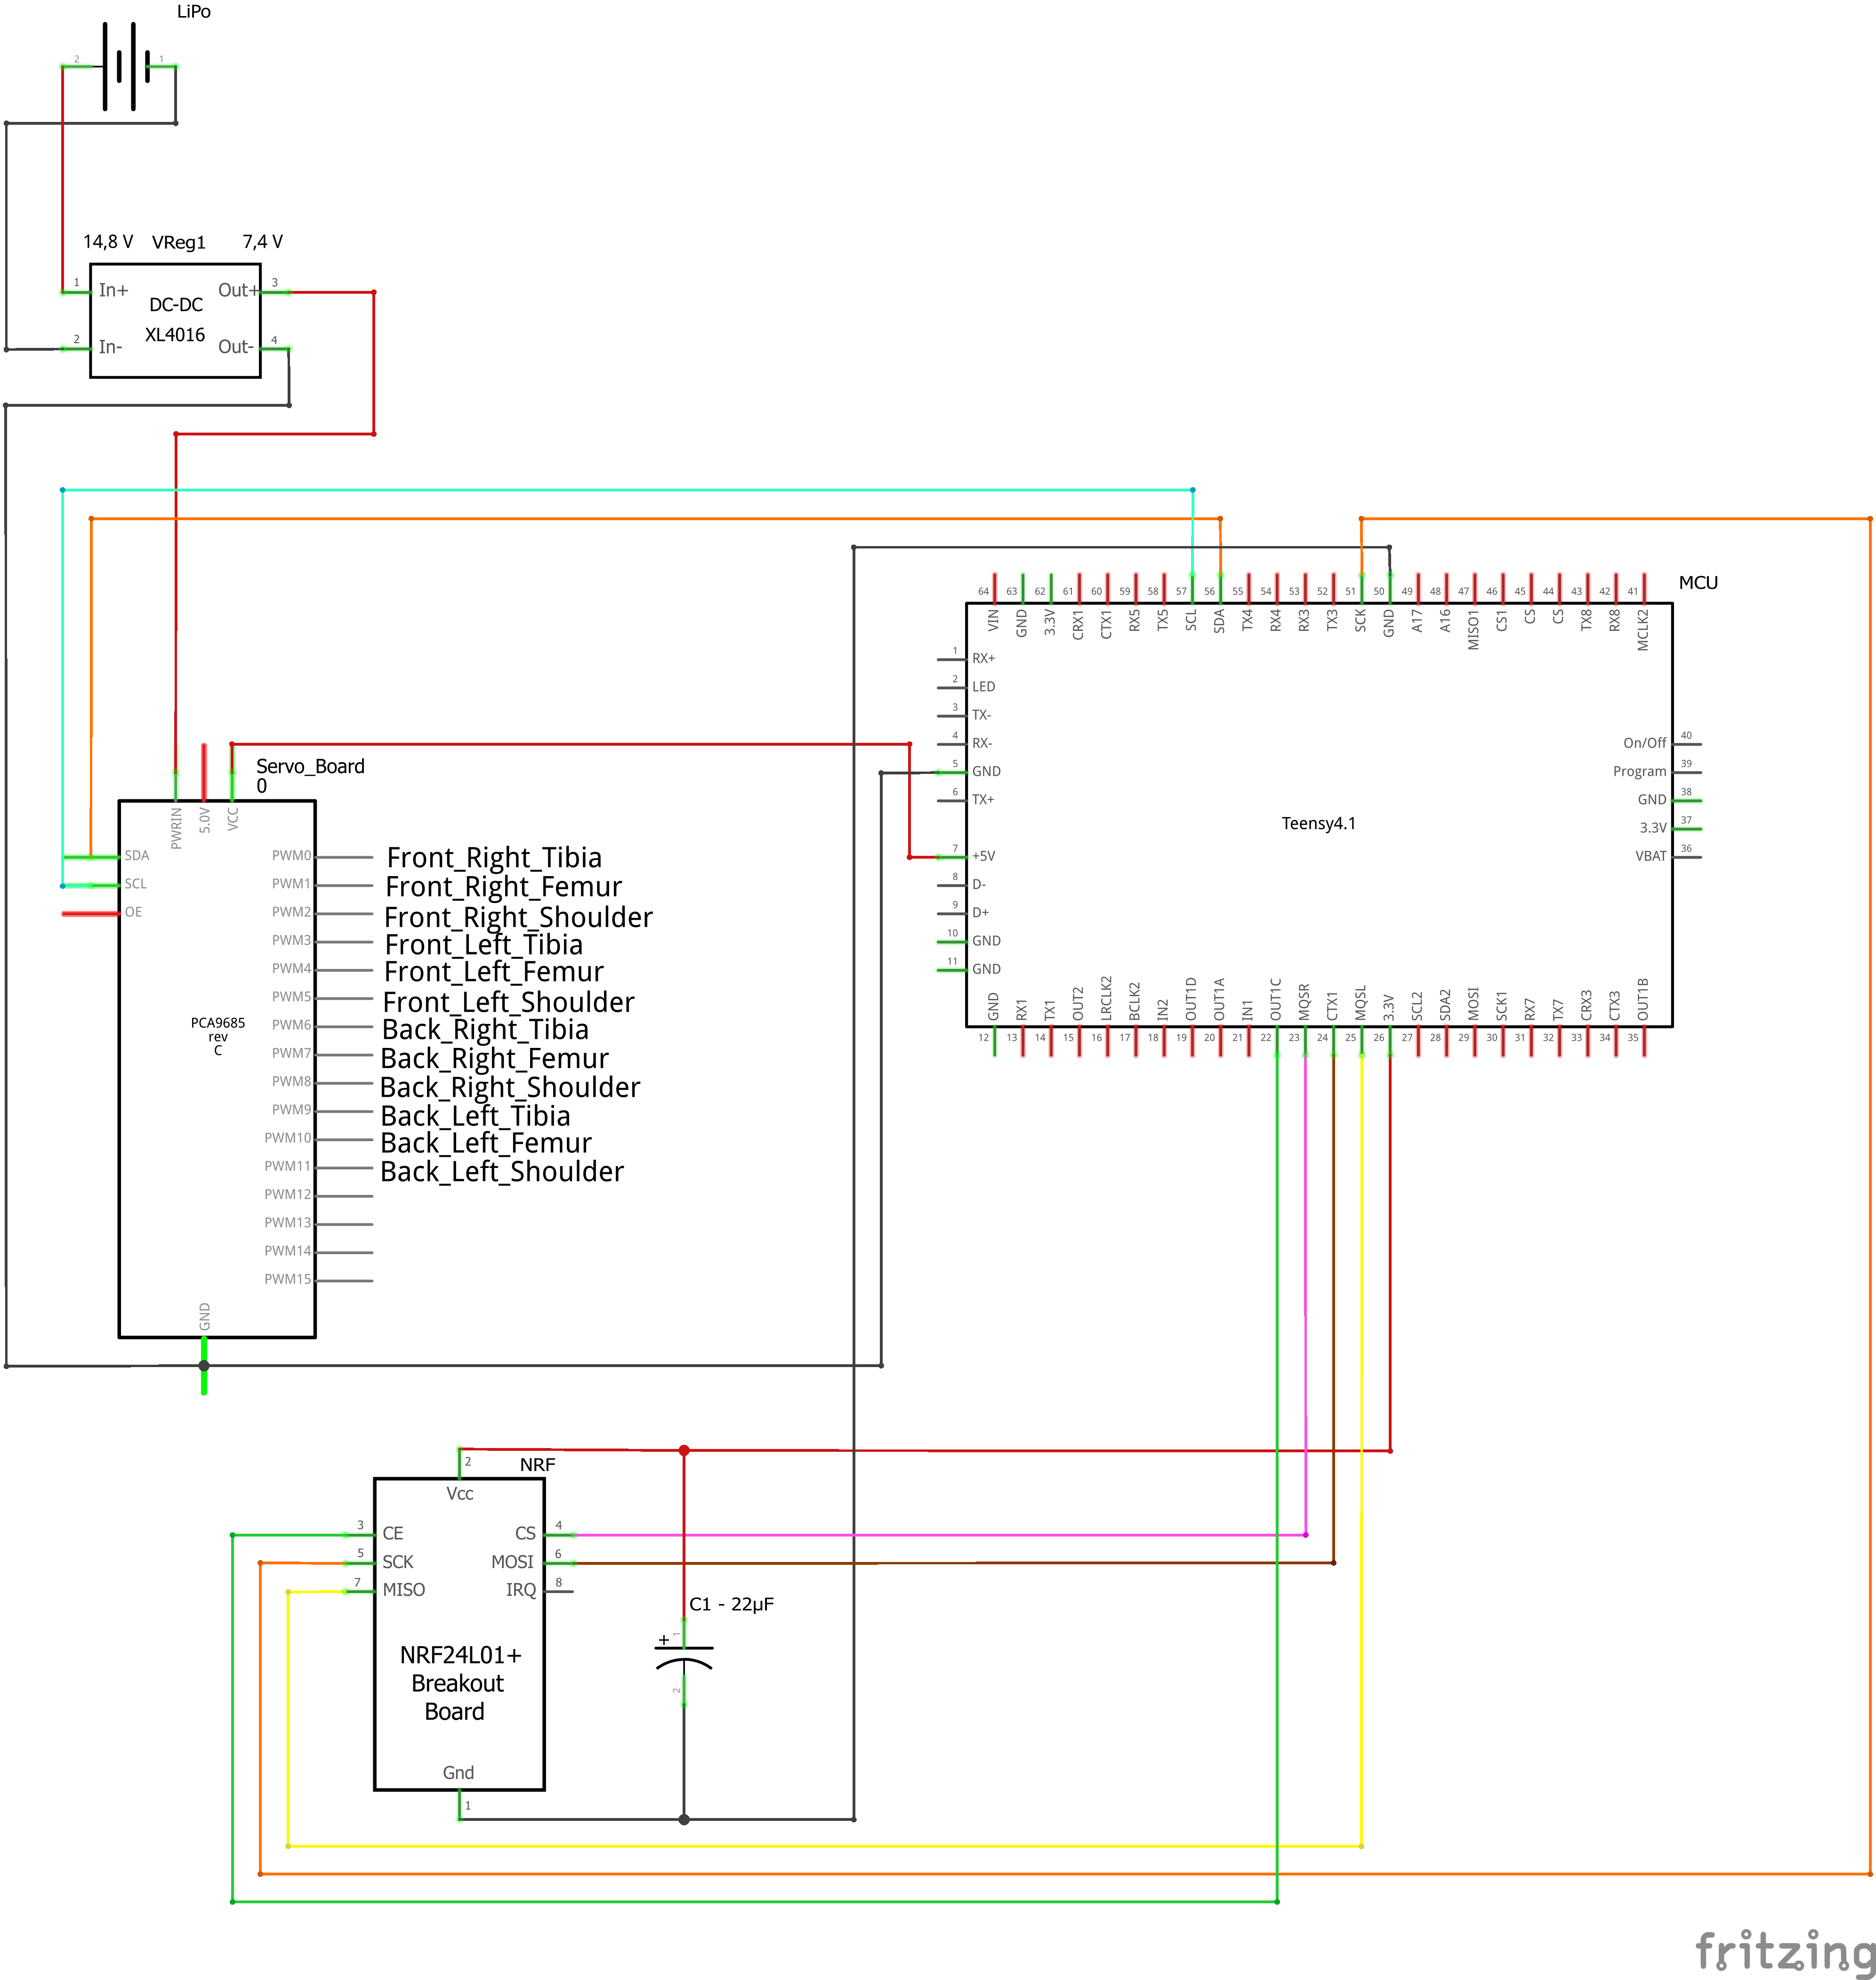 LiPo
2
1
14,8 V
VReg1
7,4 V
1
In+
Out+
3
DC-DC
XL4016
2
In-
Out-
4
MCU
64
63
62
61
60
59
58
57
56
55
54
53
52
51
50
49
48
47
46
45
44
43
42
41
VIN
GND
3.3V
CRX1
CTX1
RX5
TX5
SCL
SDA
TX4
RX4
RX3
TX3
SCK
GND
A17
A16
MISO1
CS1
CS
CS
TX8
RX8
MCLK2
1
RX+
2
LED
3
TX-
4
RX-
5
GND
6
TX+
7
+5V
8
D-
9
D+
10
GND
11
GND
Teensy4.1
On/Off
40
Program
39
GND
38
3.3V
37
VBAT
36
GND
RX1
TX1
OUT2
LRCLK2
BCLK2
IN2
OUT1D
OUT1A
IN1
OUT1C
MQSR
CTX1
MQSL
3.3V
SCL2
SDA2
MOSI
SCK1
RX7
TX7
CRX3
CTX3
OUT1B
12
13
14
15
16
17
18
19
20
21
22
23
24
25
26
27
28
29
30
31
32
33
34
35
Servo_Board
0
PWRIN
5.0V
VCC
SDA
SCL
OE
PCA9685
rev
C
PWM0
Front_Right_Tibia
PWM1
Front_Right_Femur
PWM2
Front_Right_Shoulder
PWM3
Front_Left_Tibia
PWM4
Front_Left_Femur
PWM5
Front_Left_Shoulder
PWM6
Back_Right_Tibia
PWM7
Back_Right_Femur
PWM8
Back_Right_Shoulder
PWM9
Back_Left_Tibia
PWM10
Back_Left_Femur
PWM11
Back_Left_Shoulder
PWM12
PWM13
PWM14
PWM15
GND
NRF
2
Vcc
3
CE
CS
4
5
SCK
MOSI
6
7
MISO
IRQ
8
NRF24L01+
Breakout
Board
Gnd
1
C1 - 22µF
+
1
2
fritzing